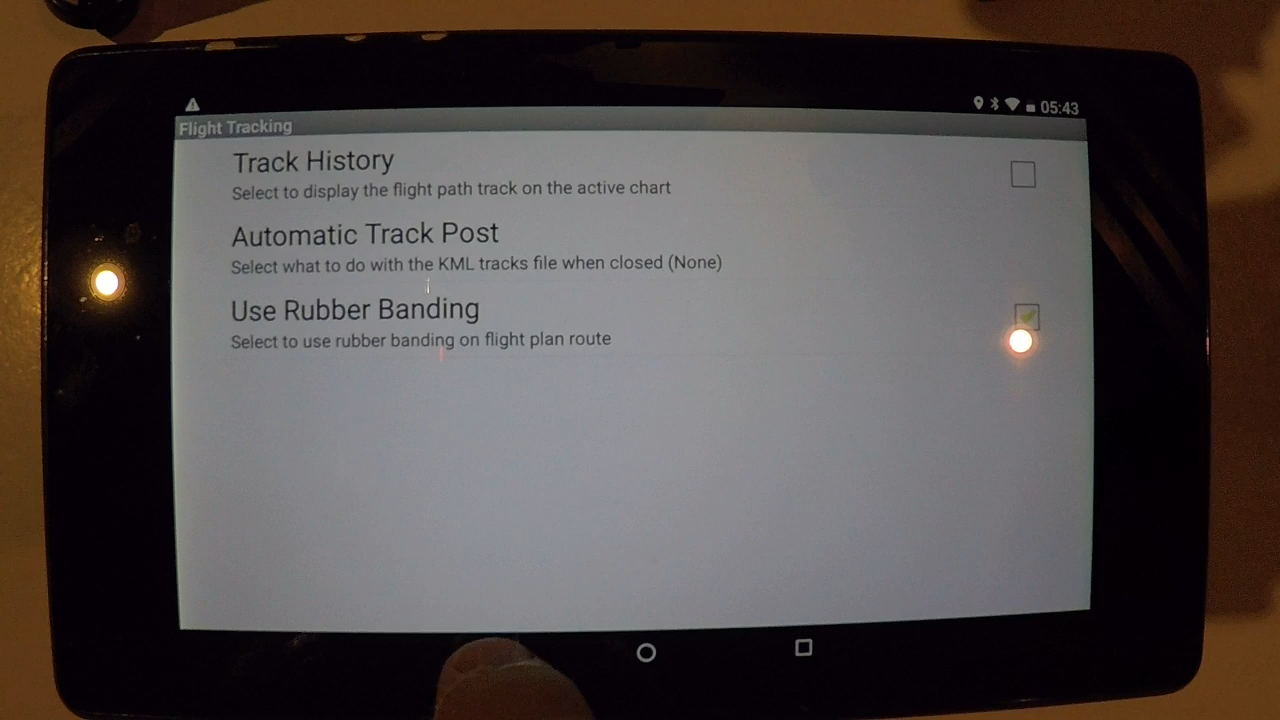 05:43
Flight Tracking
Track History
Select to display the flight path track on the active chart
Automatic Track Post
Select what to do with the KML tracks file when closed (None)
Use Rubber Banding
Select to use rubber banding on flight plan route